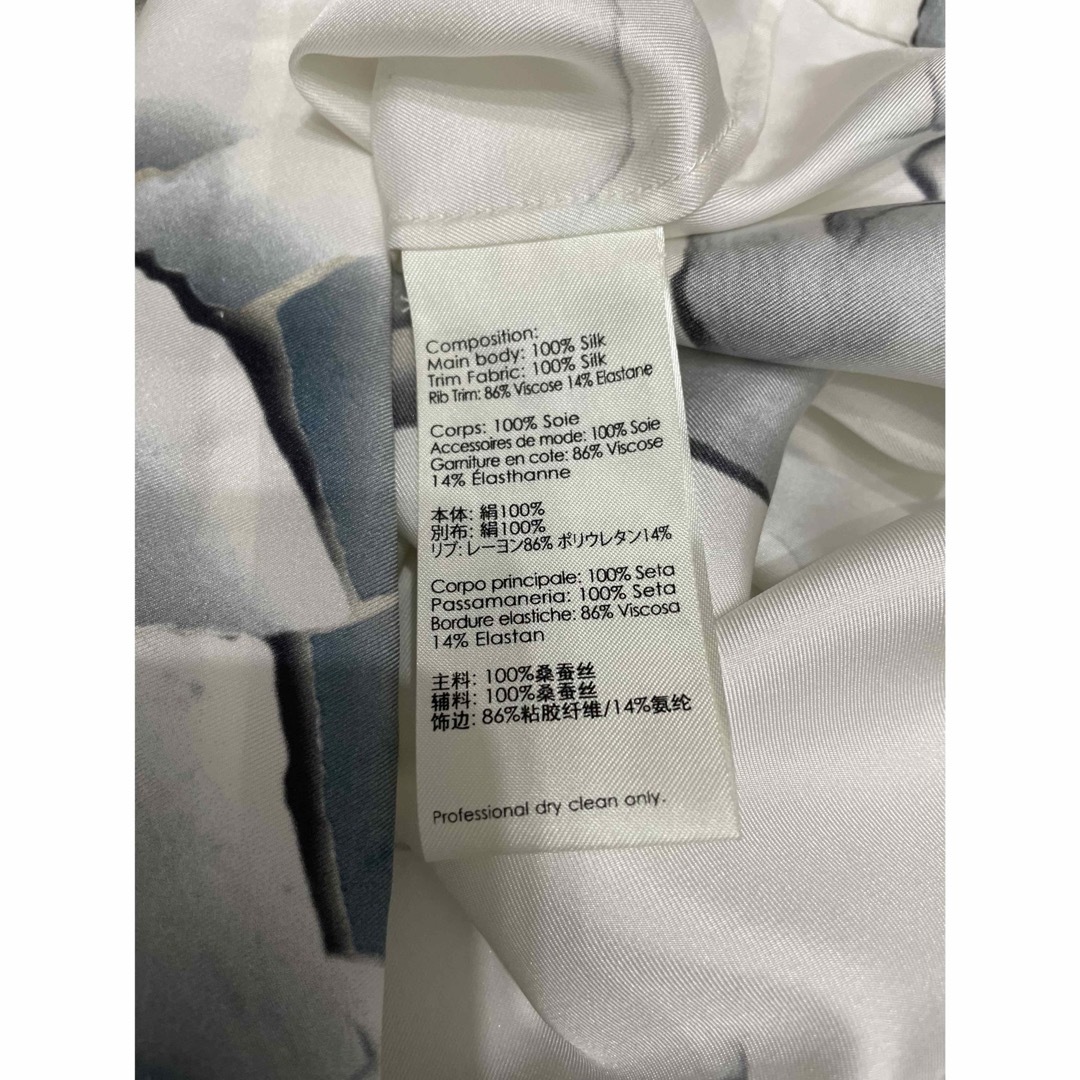 Composition:
Main body: 100% Silk
Trim Fabric: 100% Silk
Rib Trim: 86% Viscose 14% Elastane
Corps: 100% Soie
Accessoires de mode: 100% Soie
Garniture en cote: 86% Viscose
14% Élasthanne
本体: 絹100%
別布: 絹100%
リブ: レーヨン86% ポリウレタン14%
Corpo principale: 100% Seta
Passamaneria: 100% Seta
Bordure elastiche: 86% Viscosa
14% Elastan
主料: 100%桑蚕丝
辅料: 100%桑蚕丝
饰边: 86%粘胶纤维/14%氨纶
Professional dry clean only.